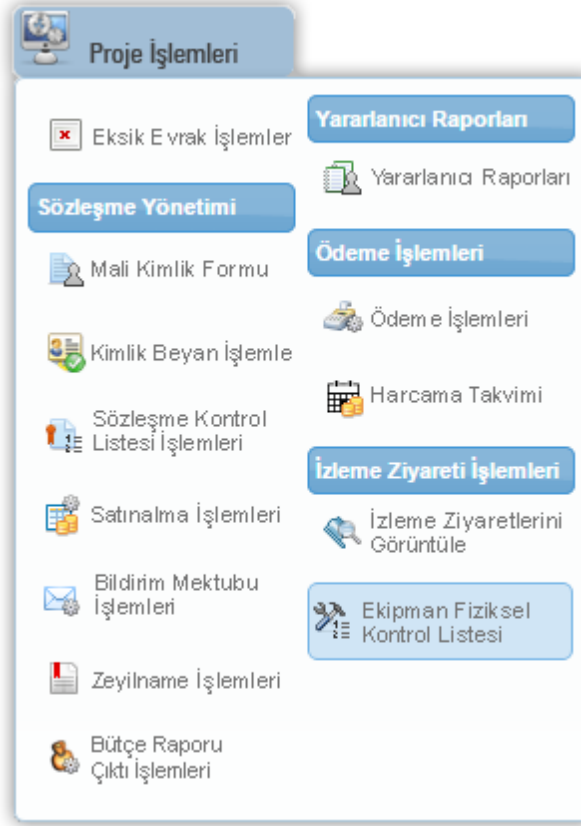 Proje İşlemleri
Eksik Evrak İşlemler
Sözleşme Yönetimi
Mali Kimlik Formu
Kimlik Beyan İşlemle
Sözleşme Kontrol
Listesi İşlemleri
Satınalma İşlemleri
Bildirim Mektubu
İşlemleri
Zeyilname İşlemleri
Bütçe Raporu
Çıktı İşlemleri
Yararlanıcı Raporları
Yararlanıcı Raporları
Ödeme İşlemleri
Ödeme İşlemleri
Harcama Takvimi
İzleme Ziyareti İşlemleri
İzleme Ziyaretlerini
Görüntüle
Ekipman Fiziksel
Kontrol Listesi